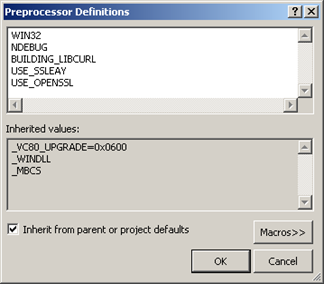 Preprocessor Definitions
WIN32
NDEBUG
BUILDING_LIBCURL
USE_SSLEAY
USE_OPENSSL
Inherited values:
_VC80_UPGRADE=0x0600
_WINDLL
_MBCS
Inherit from parent or project defaults
Macros>>
OK
Cancel